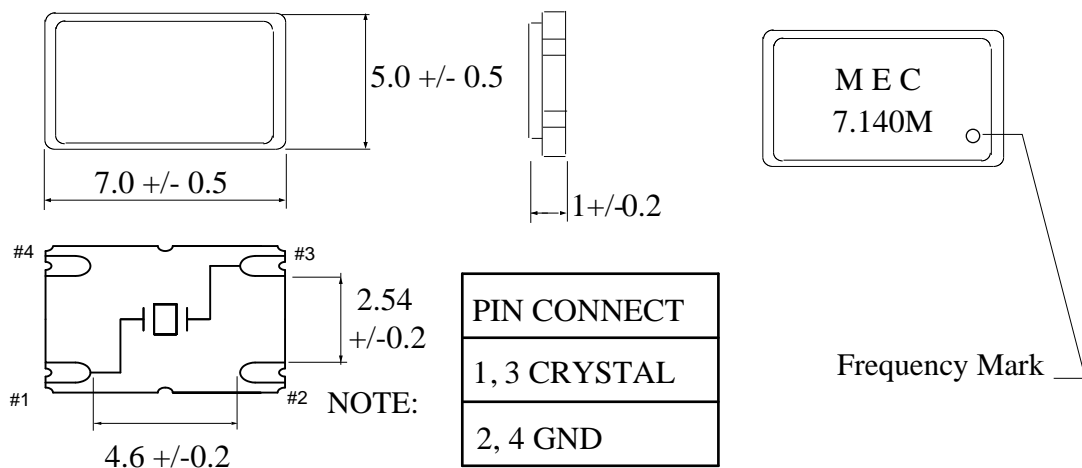 5.0 +/- 0.5
7.0 +/- 0.5
1+/-0.2
M E C
7.140M
Frequency Mark
#4
#3
#1
#2
2.54
+/-0.2
4.6 +/-0.2
NOTE:
PIN CONNECT
1, 3 CRYSTAL
2, 4 GND